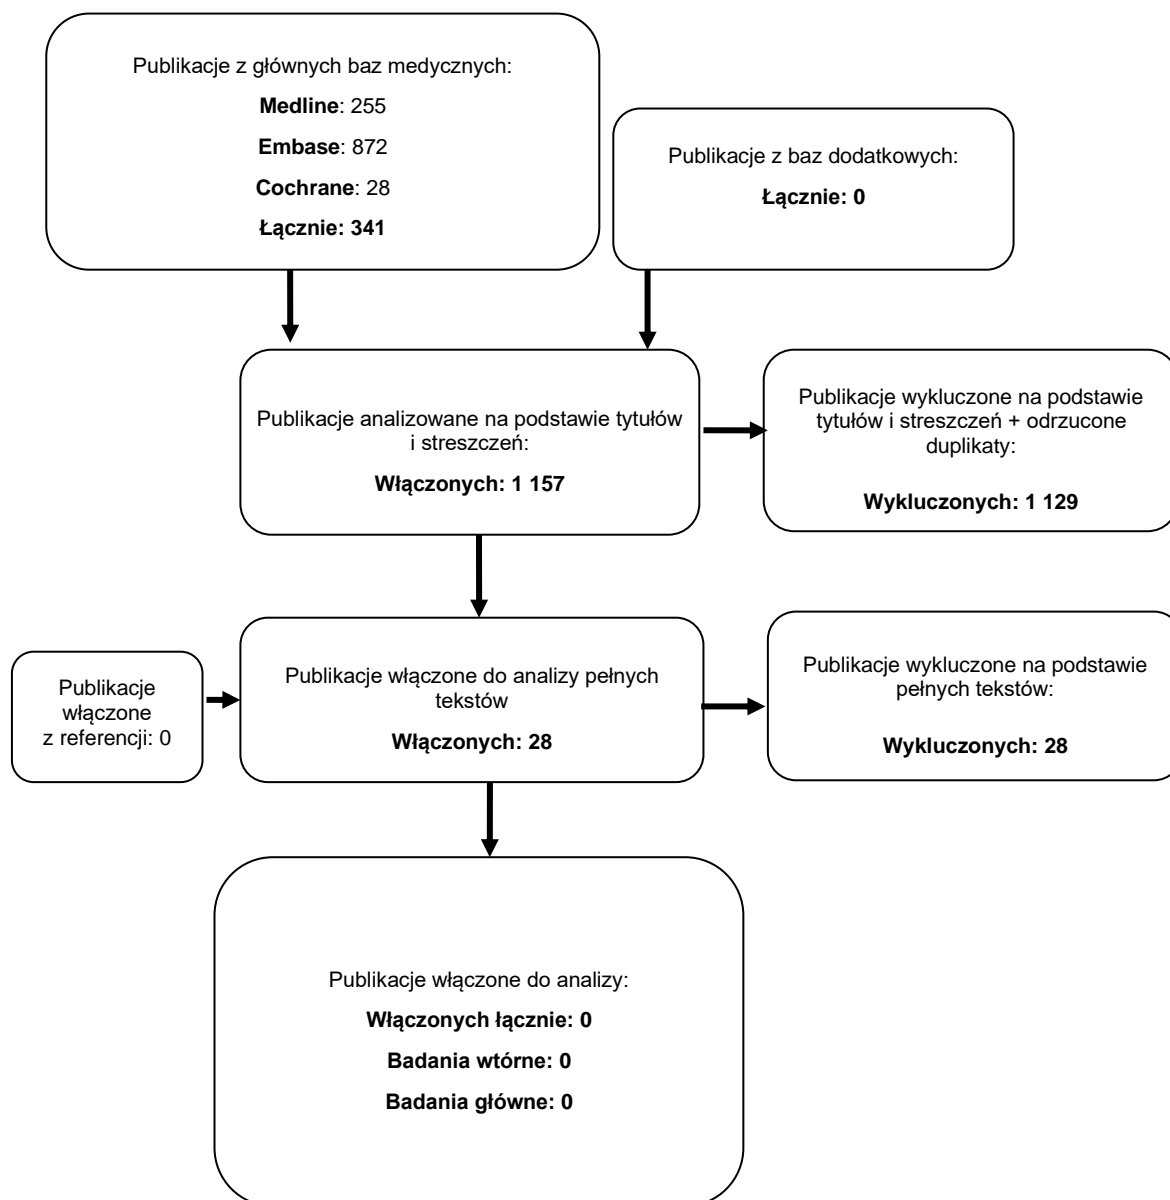 Publikacje z głównych baz medycznych:
Medline: 255
Embase: 872
Cochrane: 28
Łącznie: 341
Publikacje z baz dodatkowych:
Łącznie: 0
Publikacje analizowane na podstawie tytułów
i streszczeń:
Włączonych: 1 157
Publikacje wykluczone na podstawie
tytułów i streszczeń + odrzucone
duplikaty:
Wykluczonych: 1 129
Publikacje
włączone
z referencji: 0
Publikacje włączone do analizy pełnych
tekstów
Włączonych: 28
Publikacje wykluczone na podstawie
pełnych tekstów:
Wykluczonych: 28
Publikacje włączone do analizy:
Włączonych łącznie: 0
Badania wtórne: 0
Badania główne: 0